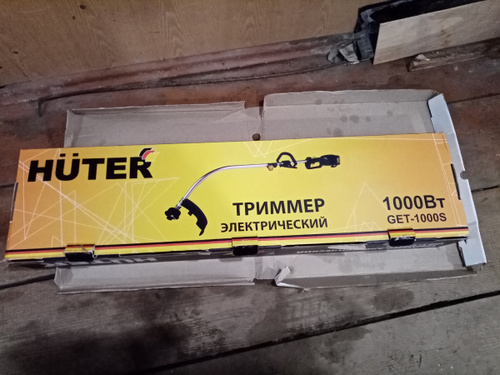 HÜTER
ТРИММЕР
ЭЛЕКТРИЧЕСКИЙ
1000Вт
GET-1000S